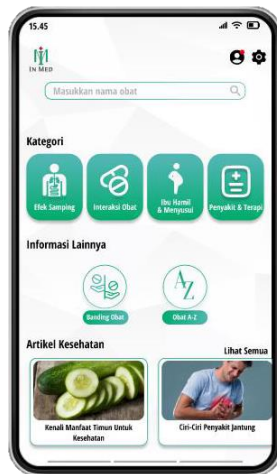 15.45
IN MED
Masukkan nama obat
Kategori
Efek Samping
Interaksi Obat
Ibu Hamil
& Menyusui
Penyakit & Terapi
Informasi Lainnya
Banding Obat
Obat A-Z
Artikel Kesehatan
Lihat Semua
Kenali Manfaat Timun Untuk
Kesehatan
Ciri-Ciri Penyakit Jantung